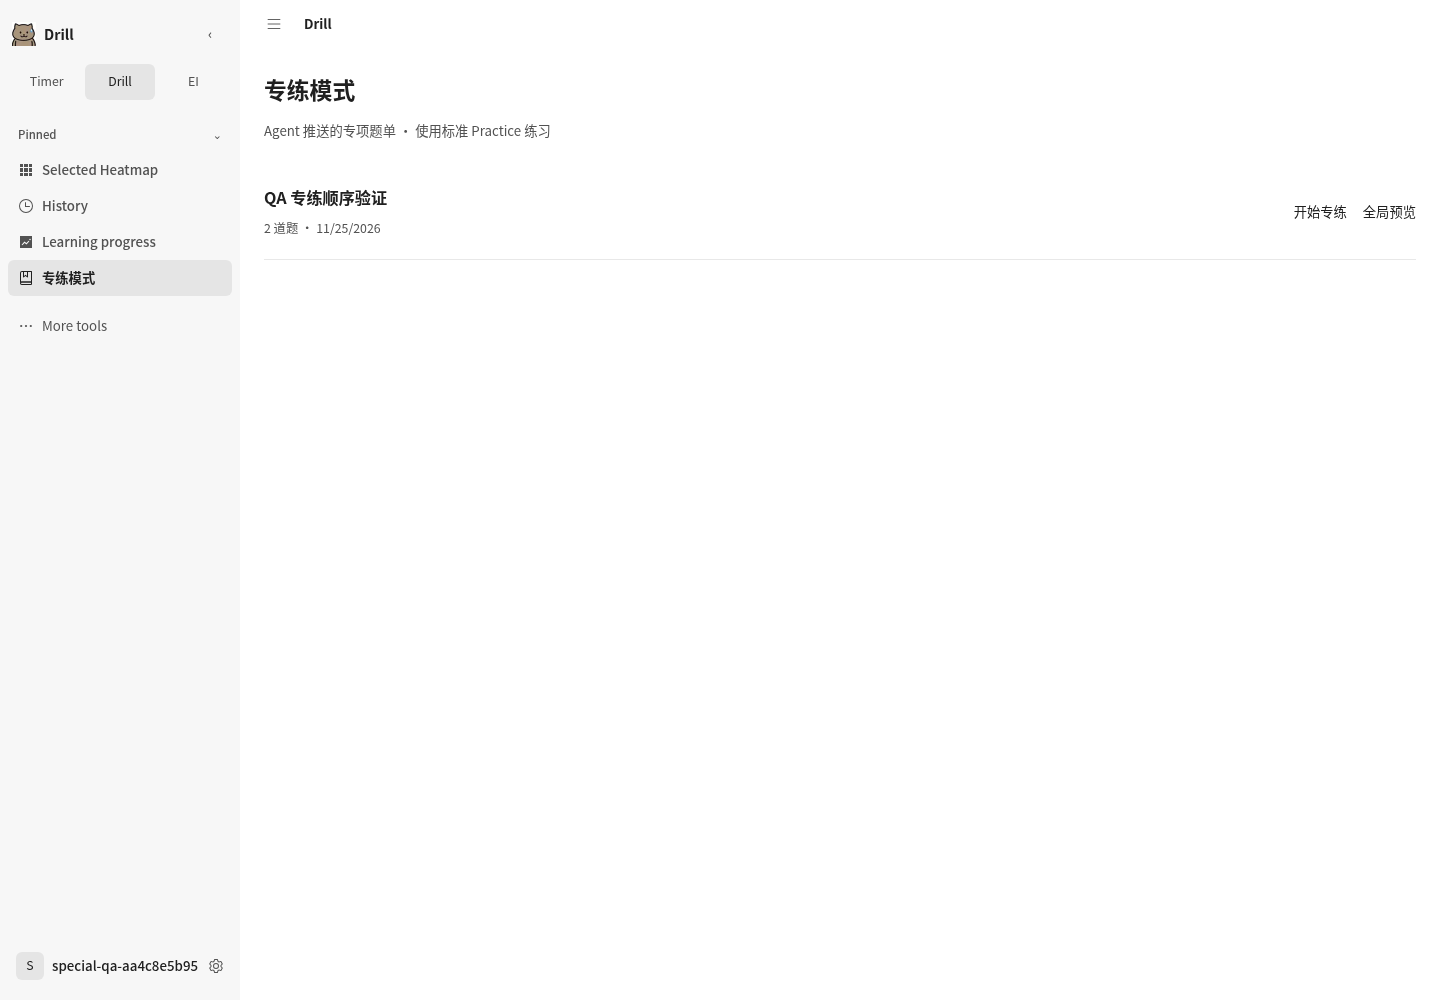 Drill
‹
Timer
Drill
EI
Pinned
Selected Heatmap
History
Learning progress
专练模式
More tools
S
special-qa-aa4c8e5b95
Drill
专练模式
Agent 推送的专项题单 · 使用标准 Practice 练习
QA 专练顺序验证
2 道题 · 11/25/2026
开始专练
全局预览